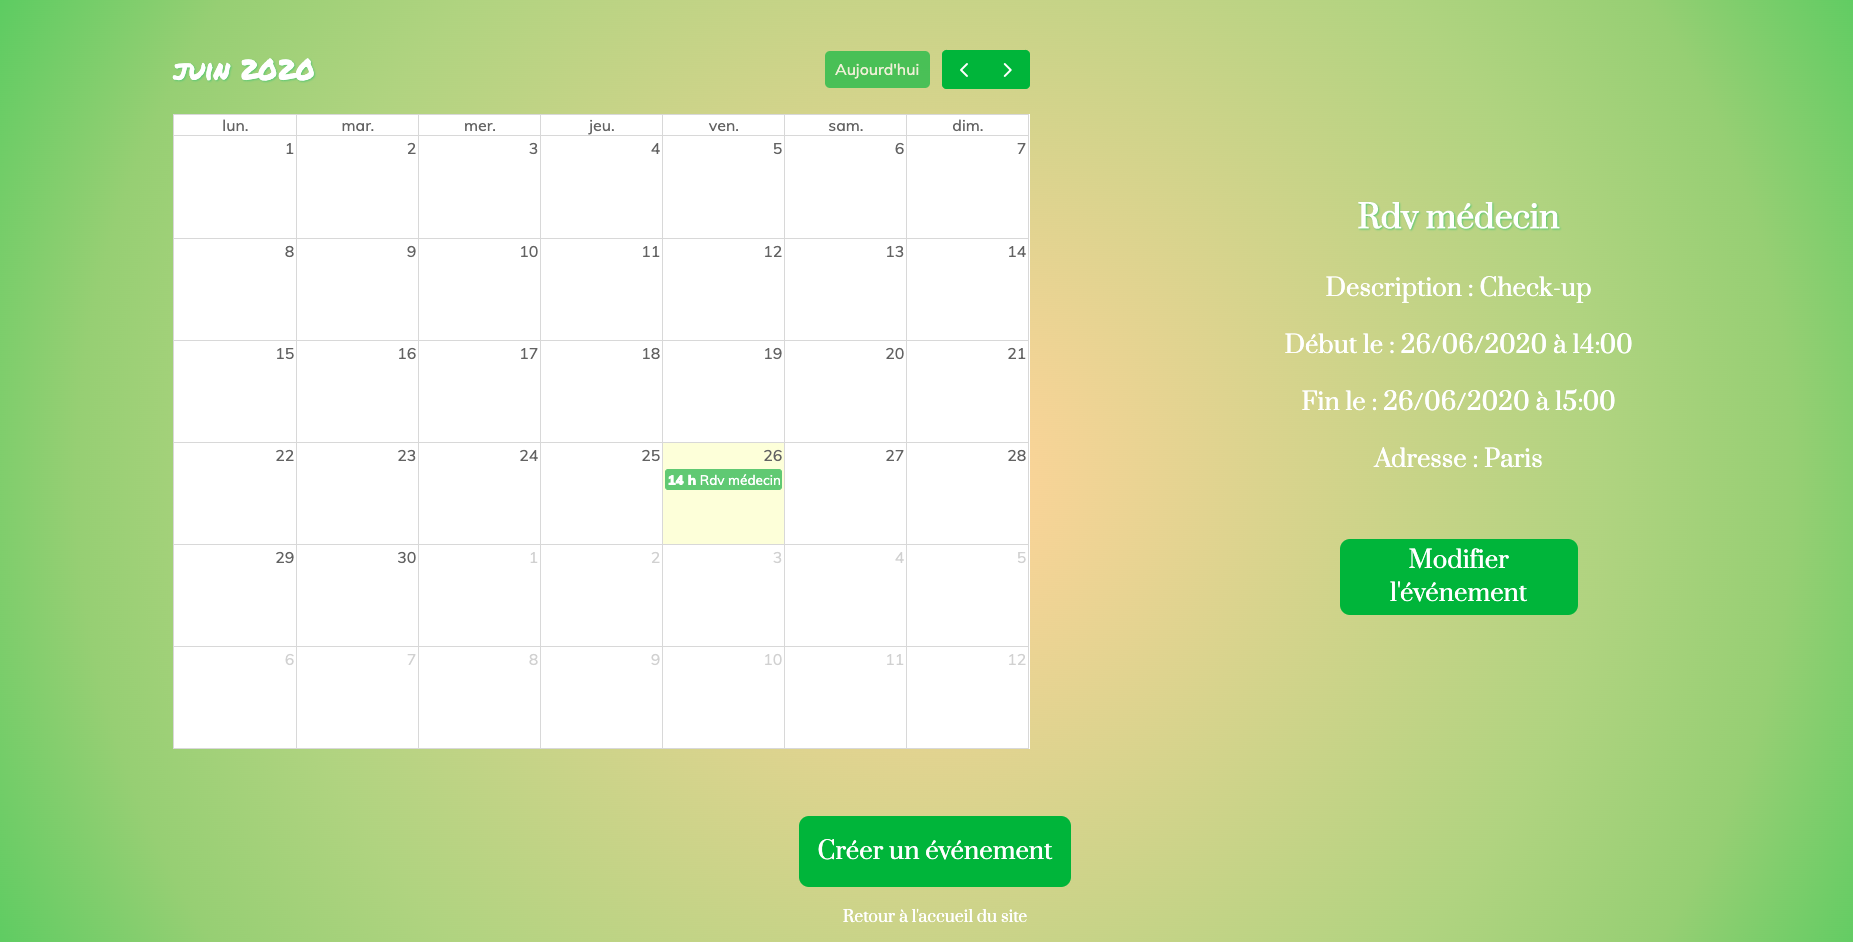 juin 2020
Aujourd'hui
lun. mar. mer. jeu. ven. sam. dim.
1 2 3 4 5 6 7
8 9 10 11 12 13 14
15 16 17 18 19 20 21
22 23 24 25 26 27 28
14 h Rdv médecin
29 30 1 2 3 4 5
6 7 8 9 10 11 12
Rdv médecin
Description : Check-up
Début le : 26/06/2020 à 14:00
Fin le : 26/06/2020 à 15:00
Adresse : Paris
Modifier
l'événement
Créer un événement
Retour à l'accueil du site